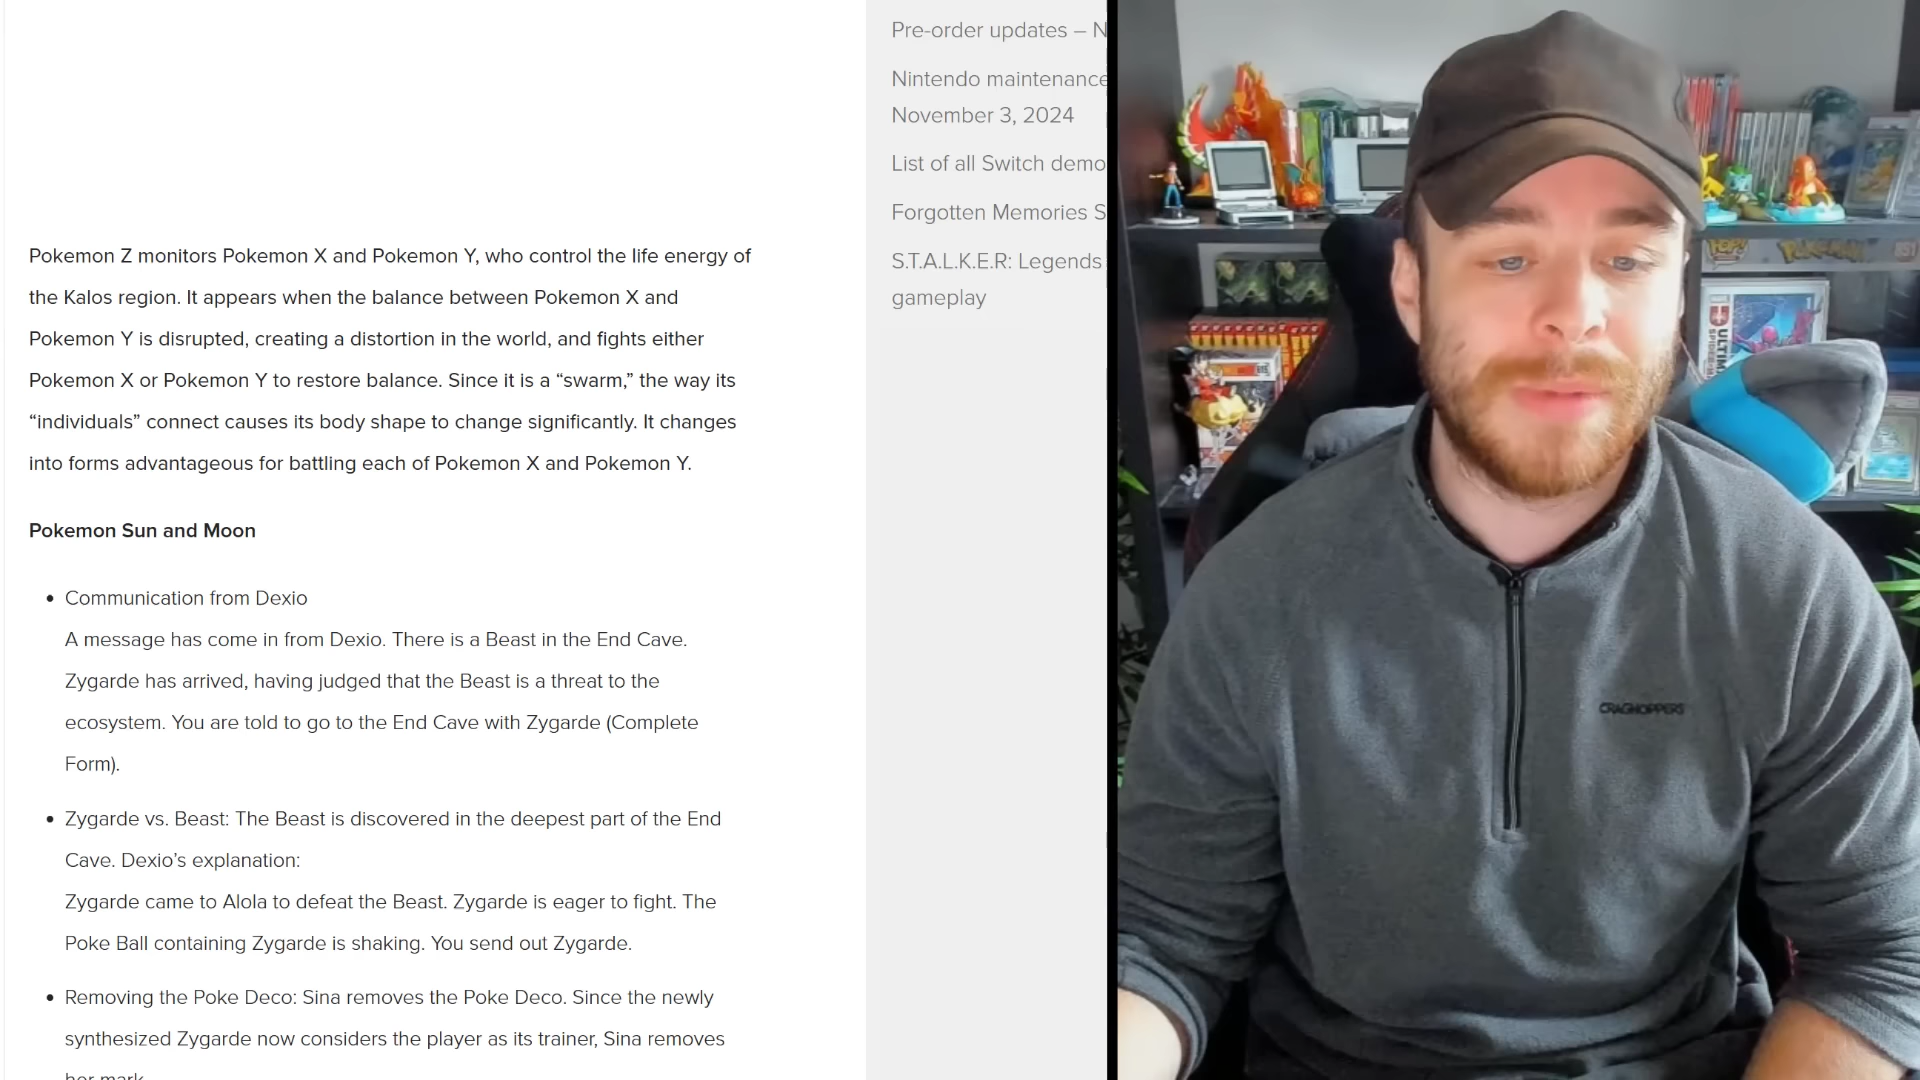 Pre-order updates – N
Nintendo maintenance
November 3, 2024
List of all Switch demo
Forgotten Memories S
S.T.A.L.K.E.R: Legends
gameplay
Pokemon Z monitors Pokemon X and Pokemon Y, who control the life energy of
the Kalos region. It appears when the balance between Pokemon X and
Pokemon Y is disrupted, creating a distortion in the world, and fights either
Pokemon X or Pokemon Y to restore balance. Since it is a “swarm,” the way its
“individuals” connect causes its body shape to change significantly. It changes
into forms advantageous for battling each of Pokemon X and Pokemon Y.
Pokemon Sun and Moon
• Communication from Dexio
A message has come in from Dexio. There is a Beast in the End Cave.
Zygarde has arrived, having judged that the Beast is a threat to the
ecosystem. You are told to go to the End Cave with Zygarde (Complete
Form).
• Zygarde vs. Beast: The Beast is discovered in the deepest part of the End
Cave. Dexio’s explanation:
Zygarde came to Alola to defeat the Beast. Zygarde is eager to fight. The
Poke Ball containing Zygarde is shaking. You send out Zygarde.
• Removing the Poke Deco: Sina removes the Poke Deco. Since the newly
synthesized Zygarde now considers the player as its trainer, Sina removes
her mark.
POP!
POKEMON
851
ULTIM
SPIDER
CRAGHOPPERS